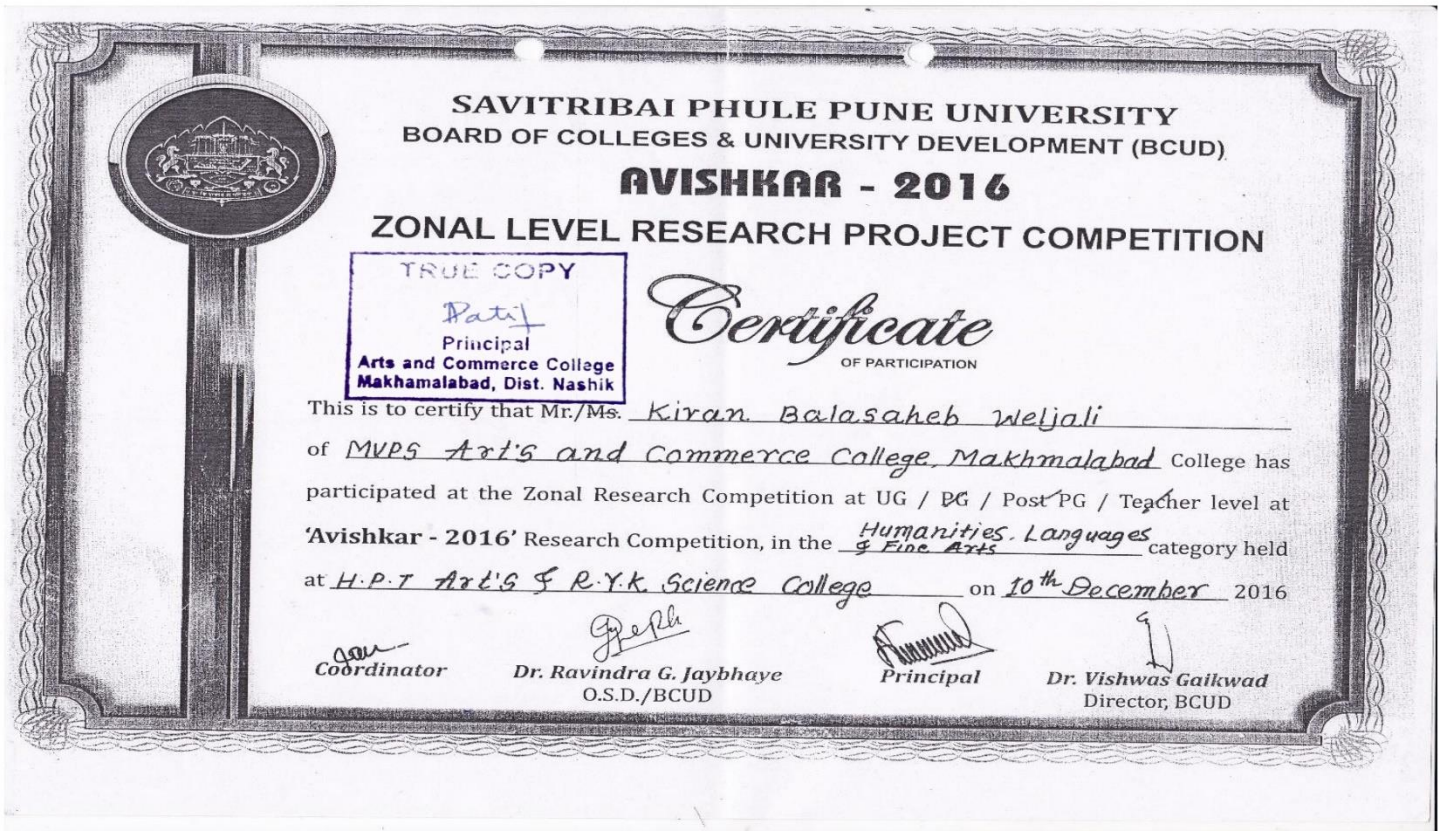 SAVITRIBAI PHULE PUNE UNIVERSITY
BOARD OF COLLEGES & UNIVERSITY DEVELOPMENT (BCUD)
AVISHKAR - 2016
ZONAL LEVEL RESEARCH PROJECT COMPETITION
TRUE COPY
Patil
Principal
Arts and Commerce College
Makhamalabad, Dist. Nashik
Certificate
OF PARTICIPATION
This is to certify that Mr./Ms. Kiran Balasaheb Weljali
of MVPS Art's and Commerce College, Makhmalabad College has
participated at the Zonal Research Competition at UG / PG / Post PG / Teacher level at
'Avishkar - 2016' Research Competition, in the Humanities, Languages & Fine Arts category held
at H.P.T Art's & R.Y.K. Science College on 10th December 2016
Coordinator
Dr. Ravindra G. Jaybhaye
O.S.D./BCUD
Principal
Dr. Vishwas Gaikwad
Director, BCUD